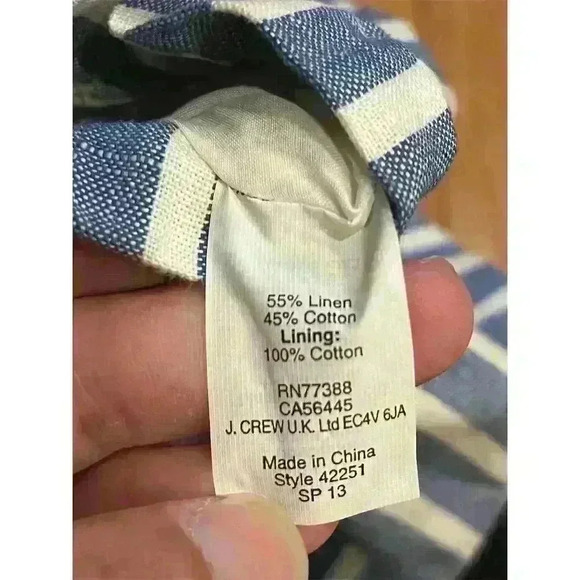 55% Linen
45% Cotton
Lining:
100% Cotton
RN77388
CA56445
J. CREW U.K. Ltd EC4V 6JA
Made in China
Style 42251
SP 13